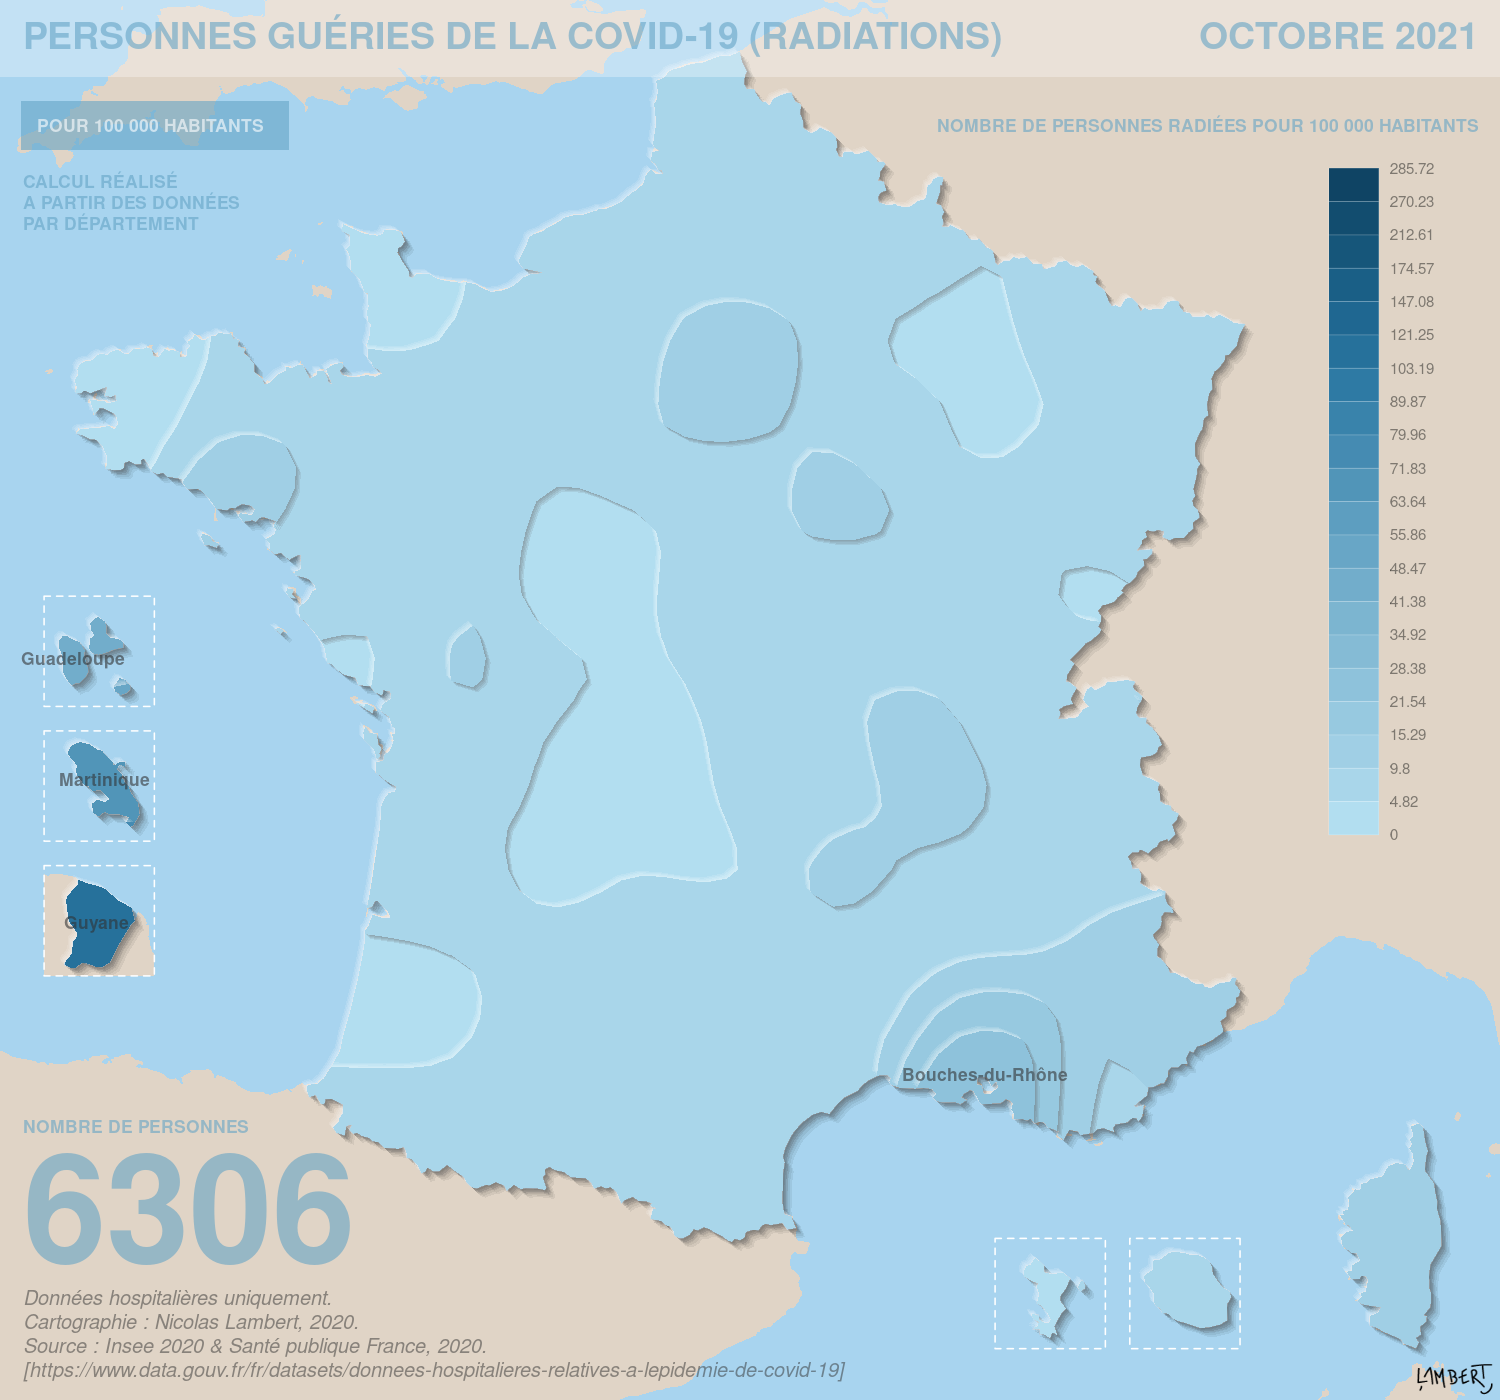 PERSONNES GUÉRIES DE LA COVID-19 (RADIATIONS)
OCTOBRE 2021
POUR 100 000 HABITANTS
CALCUL RÉALISÉ
A PARTIR DES DONNÉES
PAR DÉPARTEMENT
NOMBRE DE PERSONNES RADIÉES POUR 100 000 HABITANTS
285.72
270.23
212.61
174.57
147.08
121.25
103.19
89.87
79.96
71.83
63.64
55.86
48.47
41.38
34.92
28.38
21.54
15.29
9.8
4.82
0
Guadeloupe
Martinique
Guyane
Bouches-du-Rhône
NOMBRE DE PERSONNES
6306
Données hospitalières uniquement.
Cartographie : Nicolas Lambert, 2020.
Source : Insee 2020 & Santé publique France, 2020.
[https://www.data.gouv.fr/fr/datasets/donnees-hospitalieres-relatives-a-lepidemie-de-covid-19]
LAMBERT